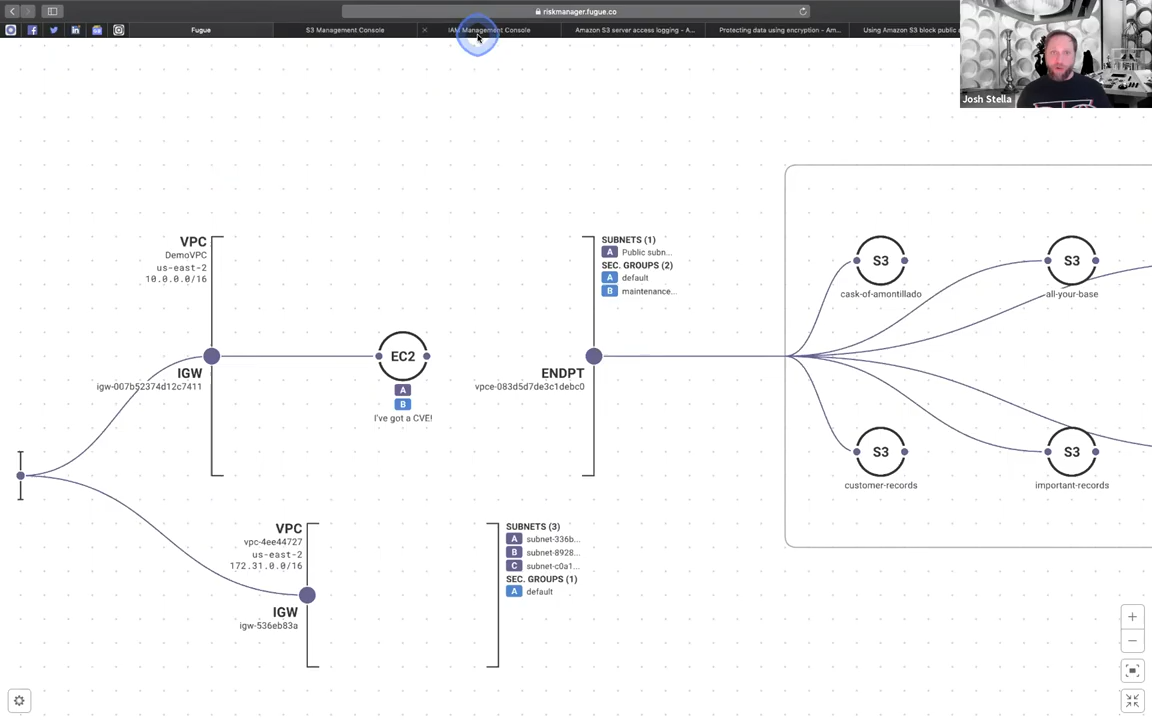 riskmanager.fugue.co
Fugue
S3 Management Console
IAM Management Console
Amazon S3 server access logging - A...
Protecting data using encryption - Am...
Using Amazon S3 block public
Josh Stella
VPC
DemoVPC
us-east-2
10.0.0.0/16
IGW
igw-007b52374d12c7411
EC2
A
B
I've got a CVE!
SUBNETS (1)
A Public subn...
SEC. GROUPS (2)
A default
B maintenance...
ENDPT
vpce-083d5d7de3c1debc0
S3
cask-of-amontillado
S3
all-your-base
S3
customer-records
S3
important-records
VPC
vpc-4ee44727
us-east-2
172.31.0.0/16
IGW
igw-536eb83a
SUBNETS (3)
A subnet-336b...
B subnet-8928...
C subnet-c0a1...
SEC. GROUPS (1)
A default